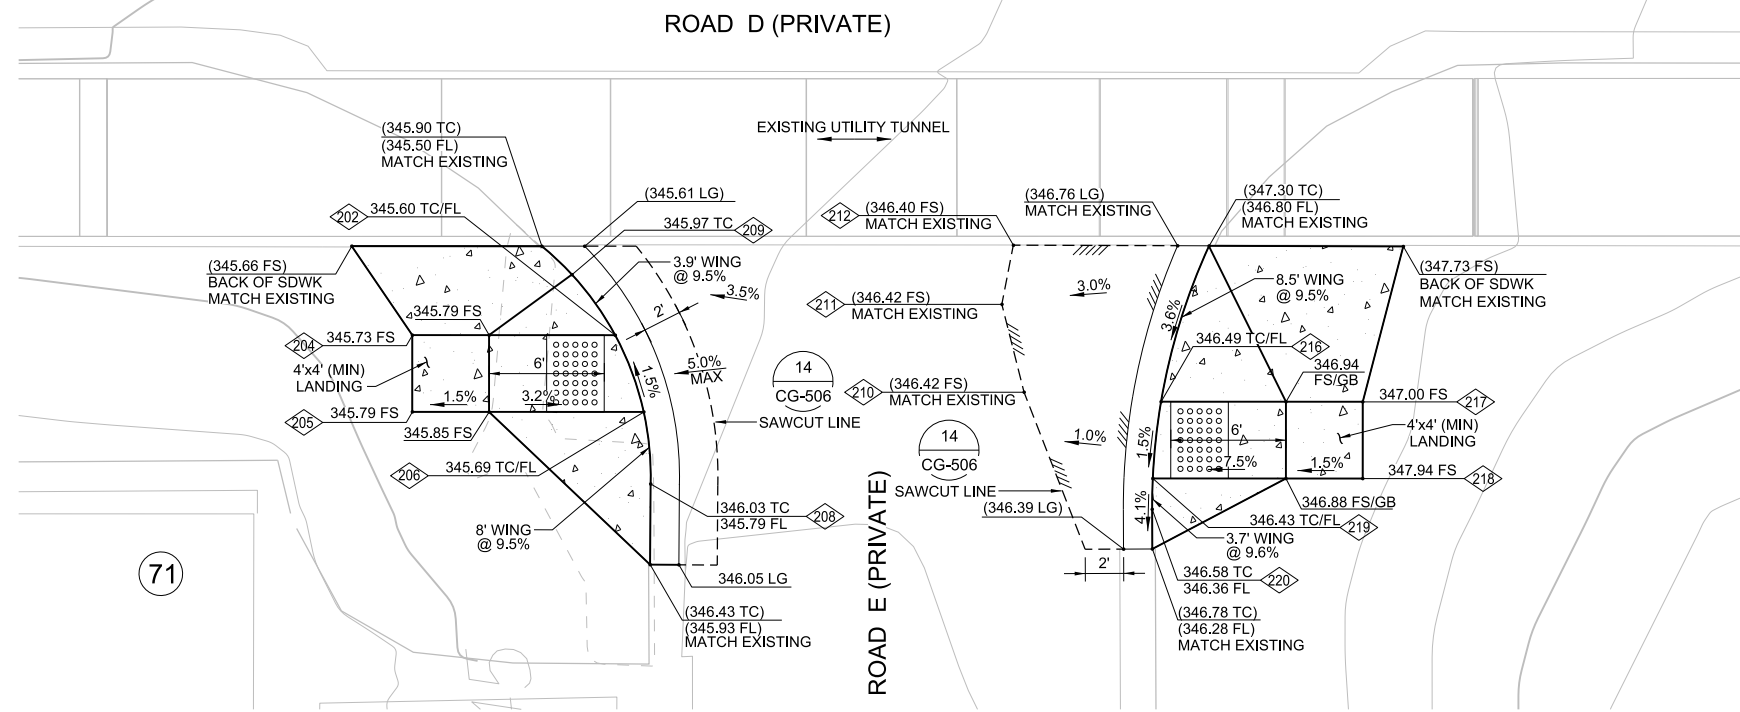 ROAD D (PRIVATE)
(345.90 TC)
(345.50 FL)
MATCH EXISTING
EXISTING UTILITY TUNNEL
202
345.60 TC/FL
(345.61 LG)
345.97 TC
209
212
(346.40 FS)
MATCH EXISTING
(346.76 LG)
MATCH EXISTING
(347.30 TC)
(346.80 FL)
MATCH EXISTING
(345.66 FS)
BACK OF SDWK
MATCH EXISTING
3.9' WING
@ 9.5%
3.5%
2'
211
(346.42 FS)
MATCH EXISTING
3.0%
3.6%
8.5' WING
@ 9.5%
(347.73 FS)
BACK OF SDWK
MATCH EXISTING
345.79 FS
204
345.73 FS
4'x4' (MIN)
LANDING
6'
1.5%
3.2%
1.5%
5.0%
MAX
14
CG-506
SAWCUT LINE
210
(346.42 FS)
MATCH EXISTING
346.49 TC/FL
216
346.94
FS/GB
347.00 FS
217
4'x4' (MIN)
LANDING
205
345.79 FS
345.85 FS
206
345.69 TC/FL
14
CG-506
SAWCUT LINE
1.0%
1.5%
6'
7.5%
1.5%
347.94 FS
218
346.88 FS/GB
(346.39 LG)
4.1%
346.43 TC/FL
219
3.7' WING
@ 9.6%
8' WING
@ 9.5%
346.03 TC
345.79 FL
208
71
346.05 LG
2'
346.58 TC
346.36 FL
220
(346.43 TC)
(345.93 FL)
MATCH EXISTING
ROAD E (PRIVATE)
(346.78 TC)
(346.28 FL)
MATCH EXISTING